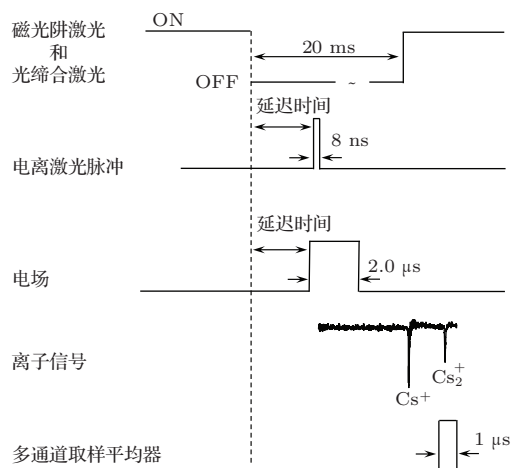 磁光阱激光
和
光缔合激光
ON
20 ms
OFF
~
延迟时间
电离激光脉冲
8 ns
延迟时间
电场
2.0 μs
离子信号
Cs⁺
Cs₂⁺
多通道取样平均器
1 μs